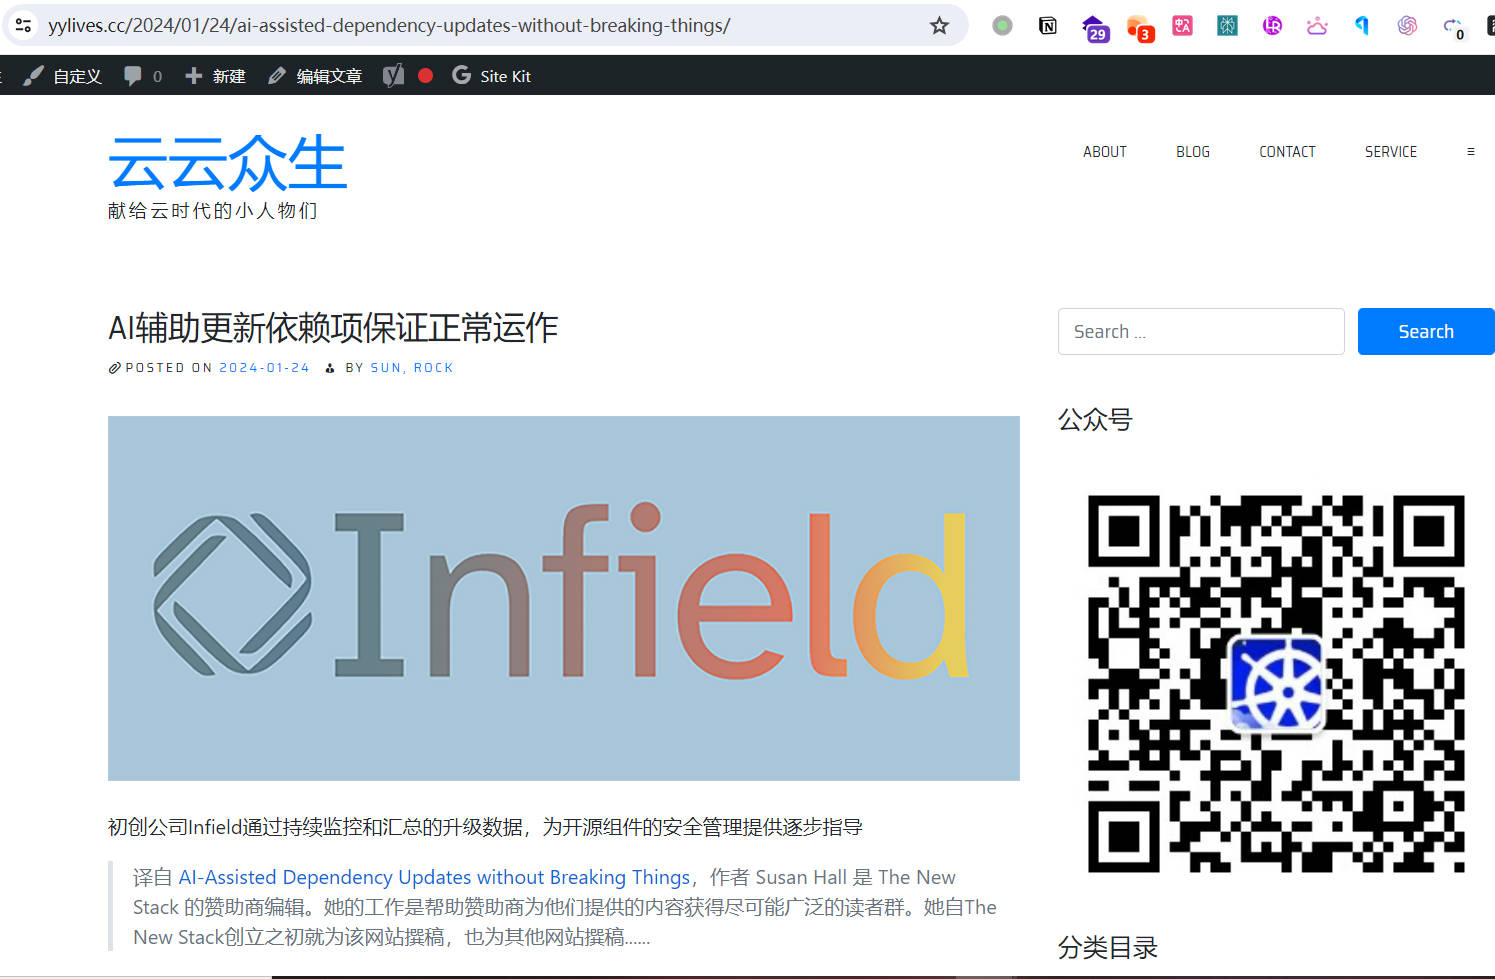 yylives.cc/2024/01/24/ai-assisted-dependency-updates-without-breaking-things/
29
3
0
自定义 0 新建 编辑文章 Site Kit
云云众生
献给云时代的小人物们
ABOUT BLOG CONTACT SERVICE ≡
AI辅助更新依赖项保证正常运作
POSTED ON 2024-01-24 BY SUN, ROCK
Search ... Search
公众号
Infield
初创公司Infield通过持续监控和汇总的升级数据，为开源组件的安全管理提供逐步指导
译自 AI-Assisted Dependency Updates without Breaking Things，作者 Susan Hall 是 The New
Stack 的赞助商编辑。她的工作是帮助赞助商为他们提供的内容获得尽可能广泛的读者群。她自The
New Stack创立之初就为该网站撰稿，也为其他网站撰稿......
分类目录